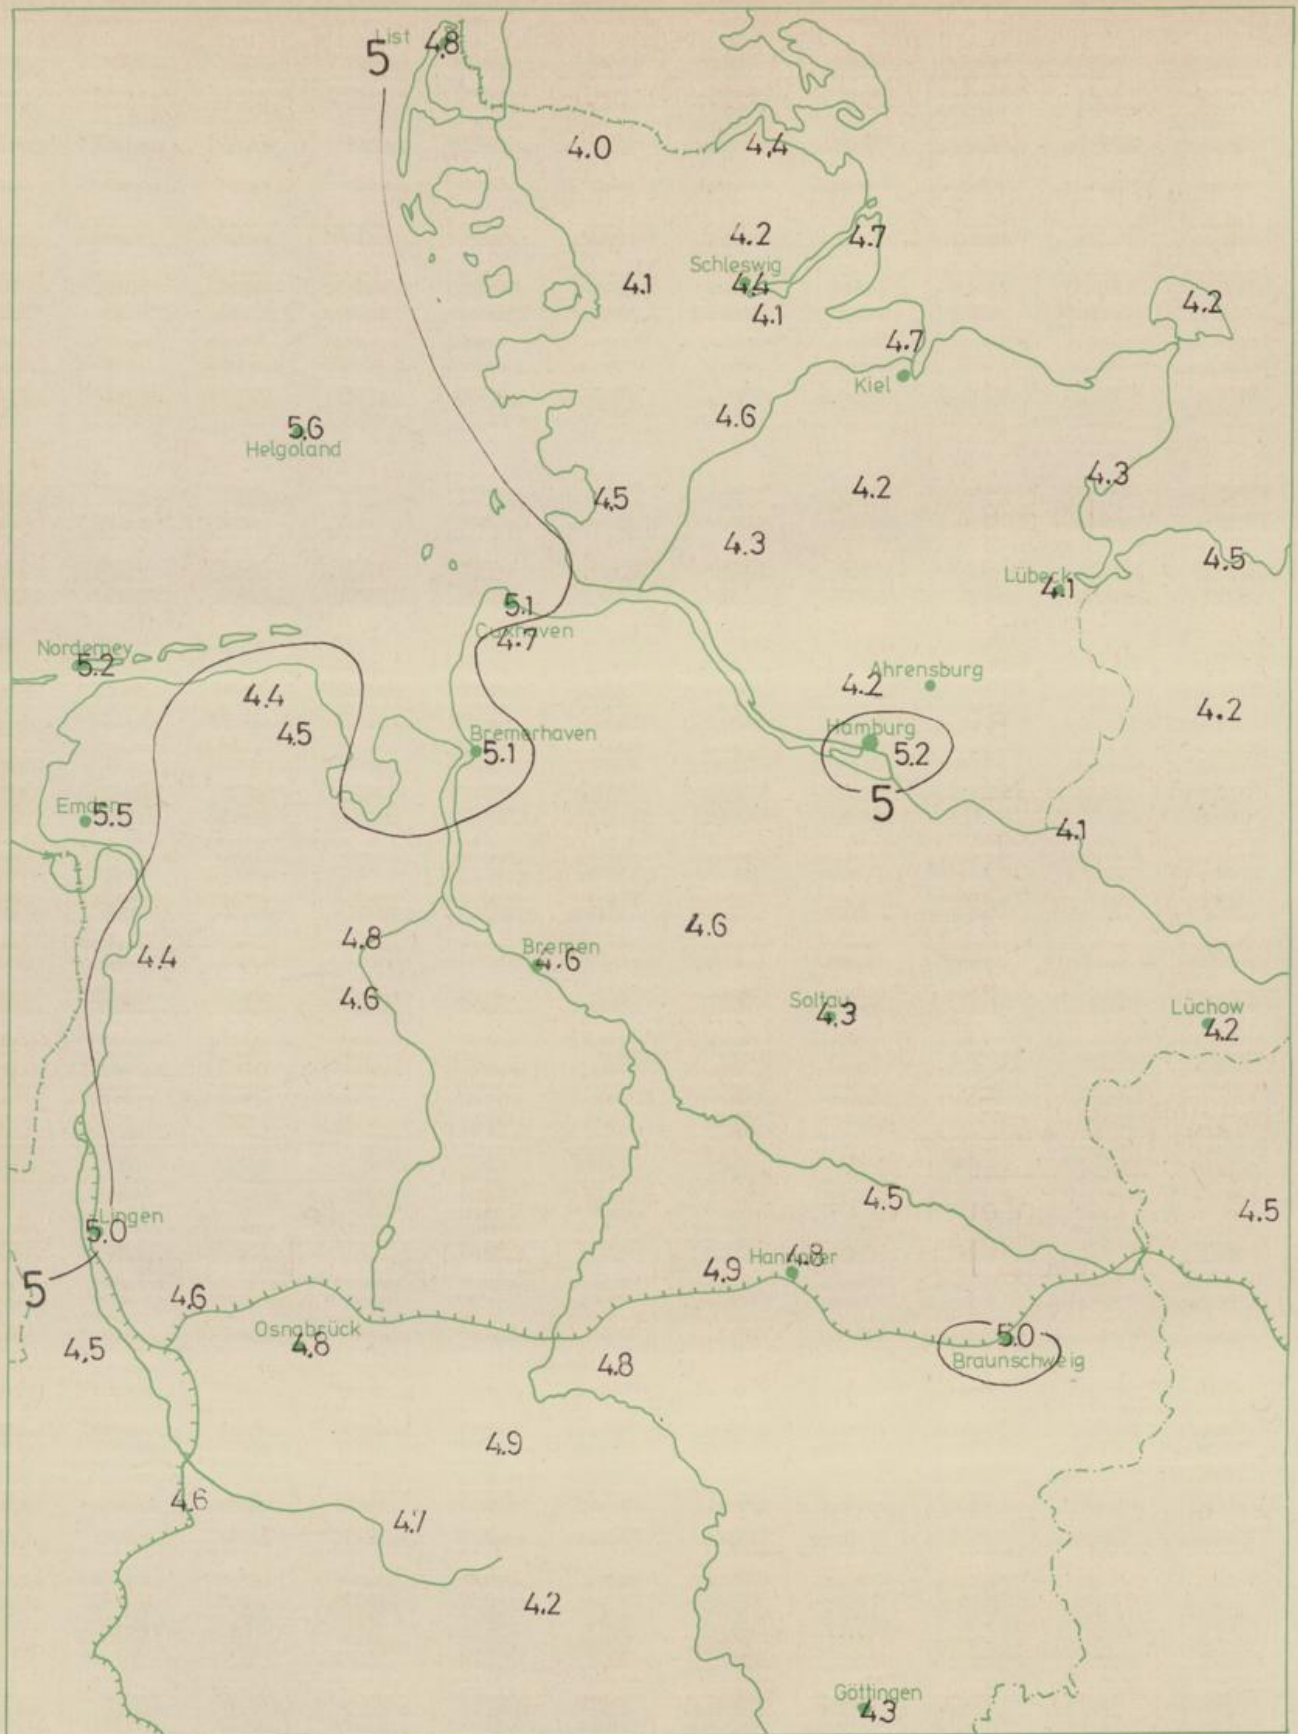 List
4.8
5
4.0
4.4
4.2
4.7
Schleswig
4.4
4.1
4.1
4.2
4.7
Kiel
4.6
5.6
Helgoland
4.2
4.3
4.5
4.3
4.5
Lübeck
4.1
5.1
Cuxhaven
4.7
Norderney
5.2
4.4
4.5
Ahrensburg
4.2
4.2
Hamburg
5.2
5
Bremerhaven
5.1
Emden
5.5
4.1
4.6
4.8
Bremen
4.6
4.4
4.6
Soltau
4.3
Lüchow
4.2
4.5
4.5
Lingen
5.0
5
4.9
Hannover
4.8
4.6
Osnabrück
4.8
4.5
4.8
5.0
Braunschweig
4.9
4.6
4.7
4.2
Göttingen
4.3